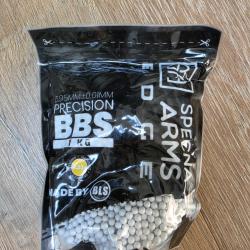 5.95MM±0.01MM
PRECISION
BBS
1 KG
MADE BY BLS
SPECNA
ARMS
EDGE